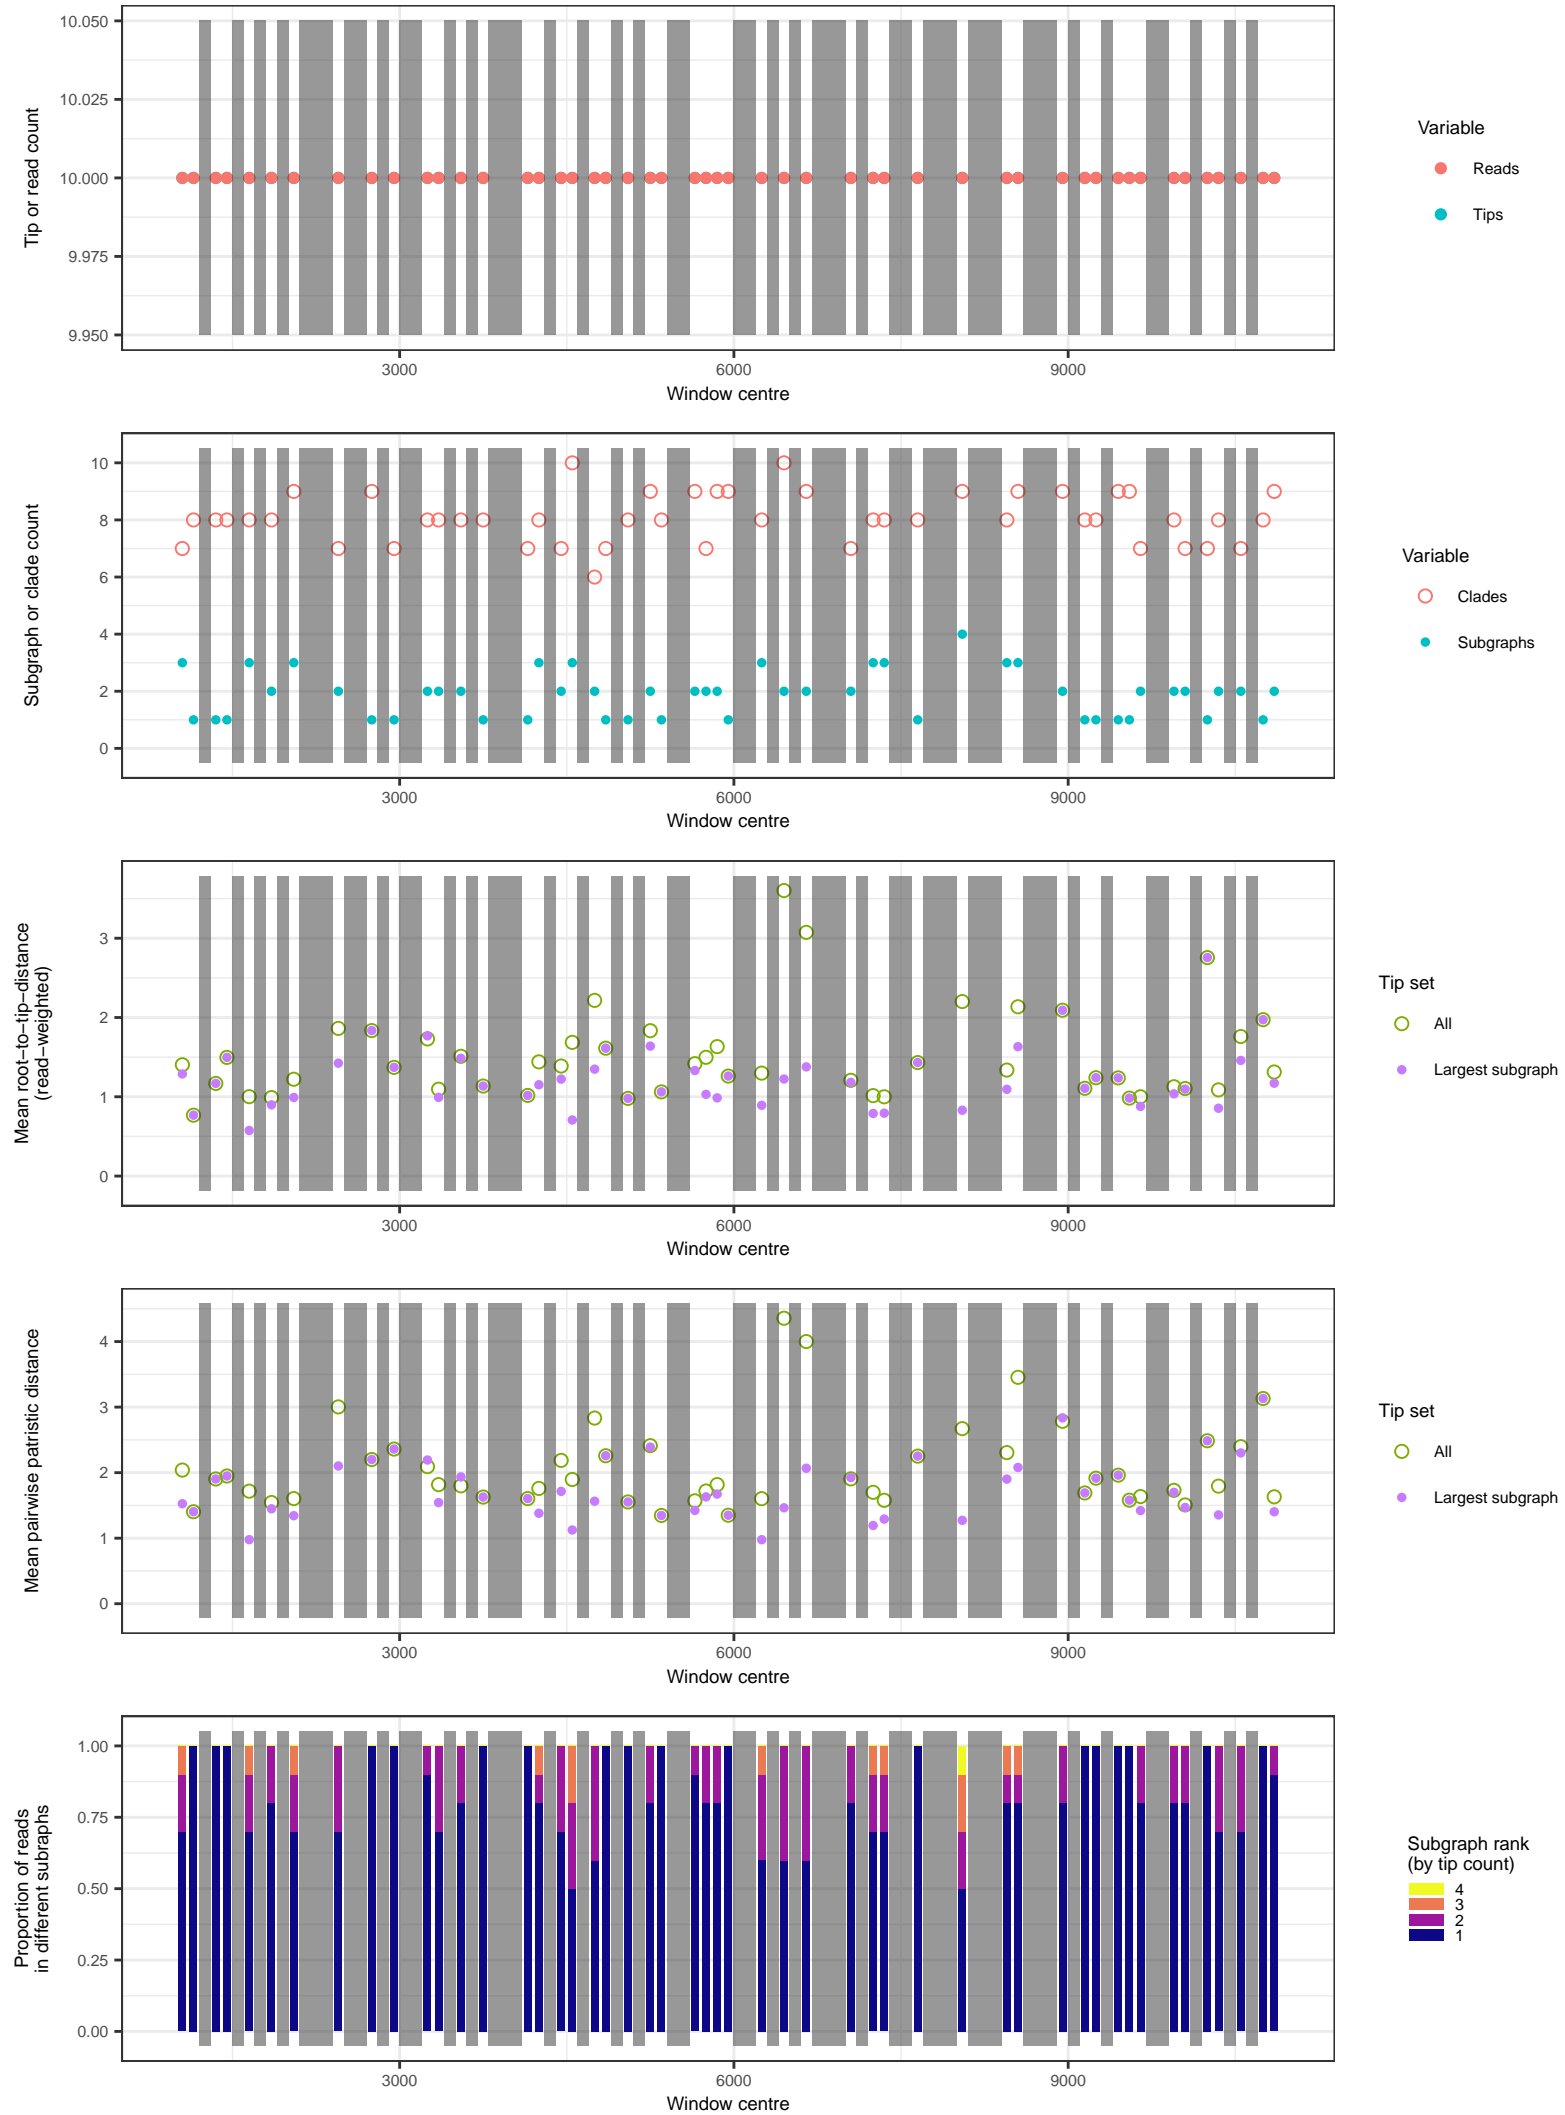 10.050
10.025
10.000
9.975
9.950
Tip or read count
3000
6000
9000
Window centre
Variable
Reads
Tips
10
8
6
4
2
0
Subgraph or clade count
3000
6000
9000
Window centre
Variable
Clades
Subgraphs
3
2
1
0
Mean root−to−tip−distance
(read−weighted)
3000
6000
9000
Window centre
Tip set
All
Largest subgraph
4
3
2
1
0
Mean pairwise patristic distance
3000
6000
9000
Window centre
Tip set
All
Largest subgraph
1.00
0.75
0.50
0.25
0.00
Proportion of reads
in different subraphs
3000
6000
9000
Window centre
Subgraph rank
(by tip count)
4
3
2
1